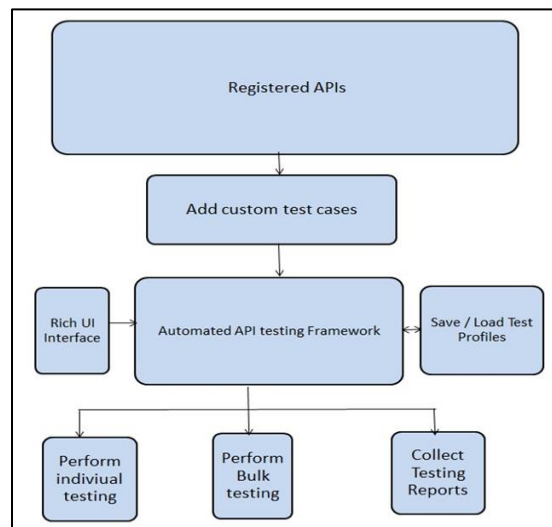 Registered APIs
Add custom test cases
Rich UI
Interface
Automated API testing Framework
Save / Load Test
Profiles
Perform
indiviual
testing
Perform
Bulk
testing
Collect
Testing
Reports